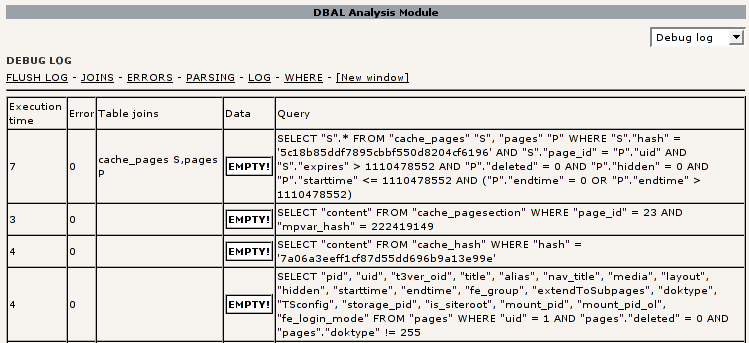 DBAL Analysis Module
Debug log
DEBUG LOG
FLUSH LOG - JOINS - ERRORS - PARSING - LOG - WHERE - [New window]
Execution time Error Table joins Data Query
7 0 cache_pages S,pages P EMPTY! SELECT "S".* FROM "cache_pages" "S", "pages" "P" WHERE "S"."hash" =
'5c18b85ddf7895cbbf550d8204cf6196' AND "S"."page_id" = "P"."uid" AND
"S"."expires" > 1110478552 AND "P"."deleted" = 0 AND "P"."hidden" = 0 AND
"P"."starttime" <= 1110478552 AND ("P"."endtime" = 0 OR "P"."endtime" >
1110478552)
3 0 EMPTY! SELECT "content" FROM "cache_pagesection" WHERE "page_id" = 23 AND
"mpvar_hash" = 222419149
4 0 EMPTY! SELECT "content" FROM "cache_hash" WHERE "hash" =
'7a06a3eeff1cf87d55dd696b9a13e99e'
4 0 EMPTY! SELECT "pid", "uid", "t3ver_oid", "title", "alias", "nav_title", "media", "layout",
"hidden", "starttime", "endtime", "fe_group", "extendToSubpages", "doktype",
"TSconfig", "storage_pid", "is_siteroot", "mount_pid", "mount_pid_ol",
"fe_login_mode" FROM "pages" WHERE "uid" = 1 AND "pages"."deleted" = 0 AND
"pages"."doktype" != 255